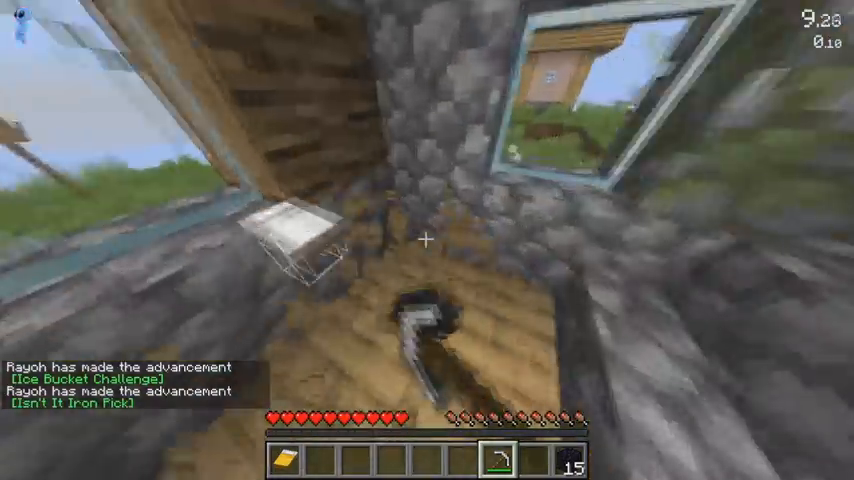 9.28
0.10
Rayoh has made the advancement
[Ice Bucket Challenge]
Rayoh has made the advancement
[Isn't It Iron Pick]
15